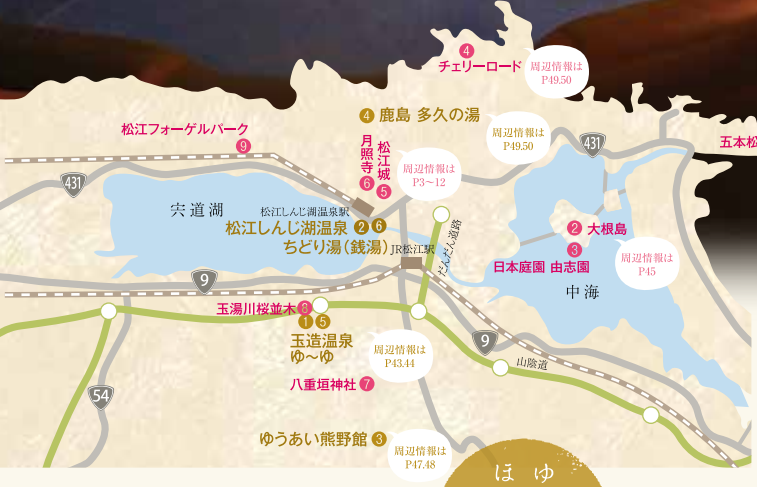 ④
チェリーロード
周辺情報は
P49.50
④ 鹿島 多久の湯
周辺情報は
P49.50
松江フォーゲルパーク
⑨
月照寺
⑥
松江城
⑤
周辺情報は
P3〜12
431
五本松
431
宍道湖
松江しんじ湖温泉駅
松江しんじ湖温泉 ② ⑥
ちどり湯（銭湯）
JR松江駅
だんだん道路
② 大根島
③
日本庭園 由志園
周辺情報は
P45
中海
9
玉湯川桜並木 ⑧
① ⑤
玉造温泉
ゆ〜ゆ
周辺情報は
P43.44
9
山陰道
八重垣神社 ⑦
54
ゆうあい熊野館 ③
周辺情報は
P47.48
ほ ゆ